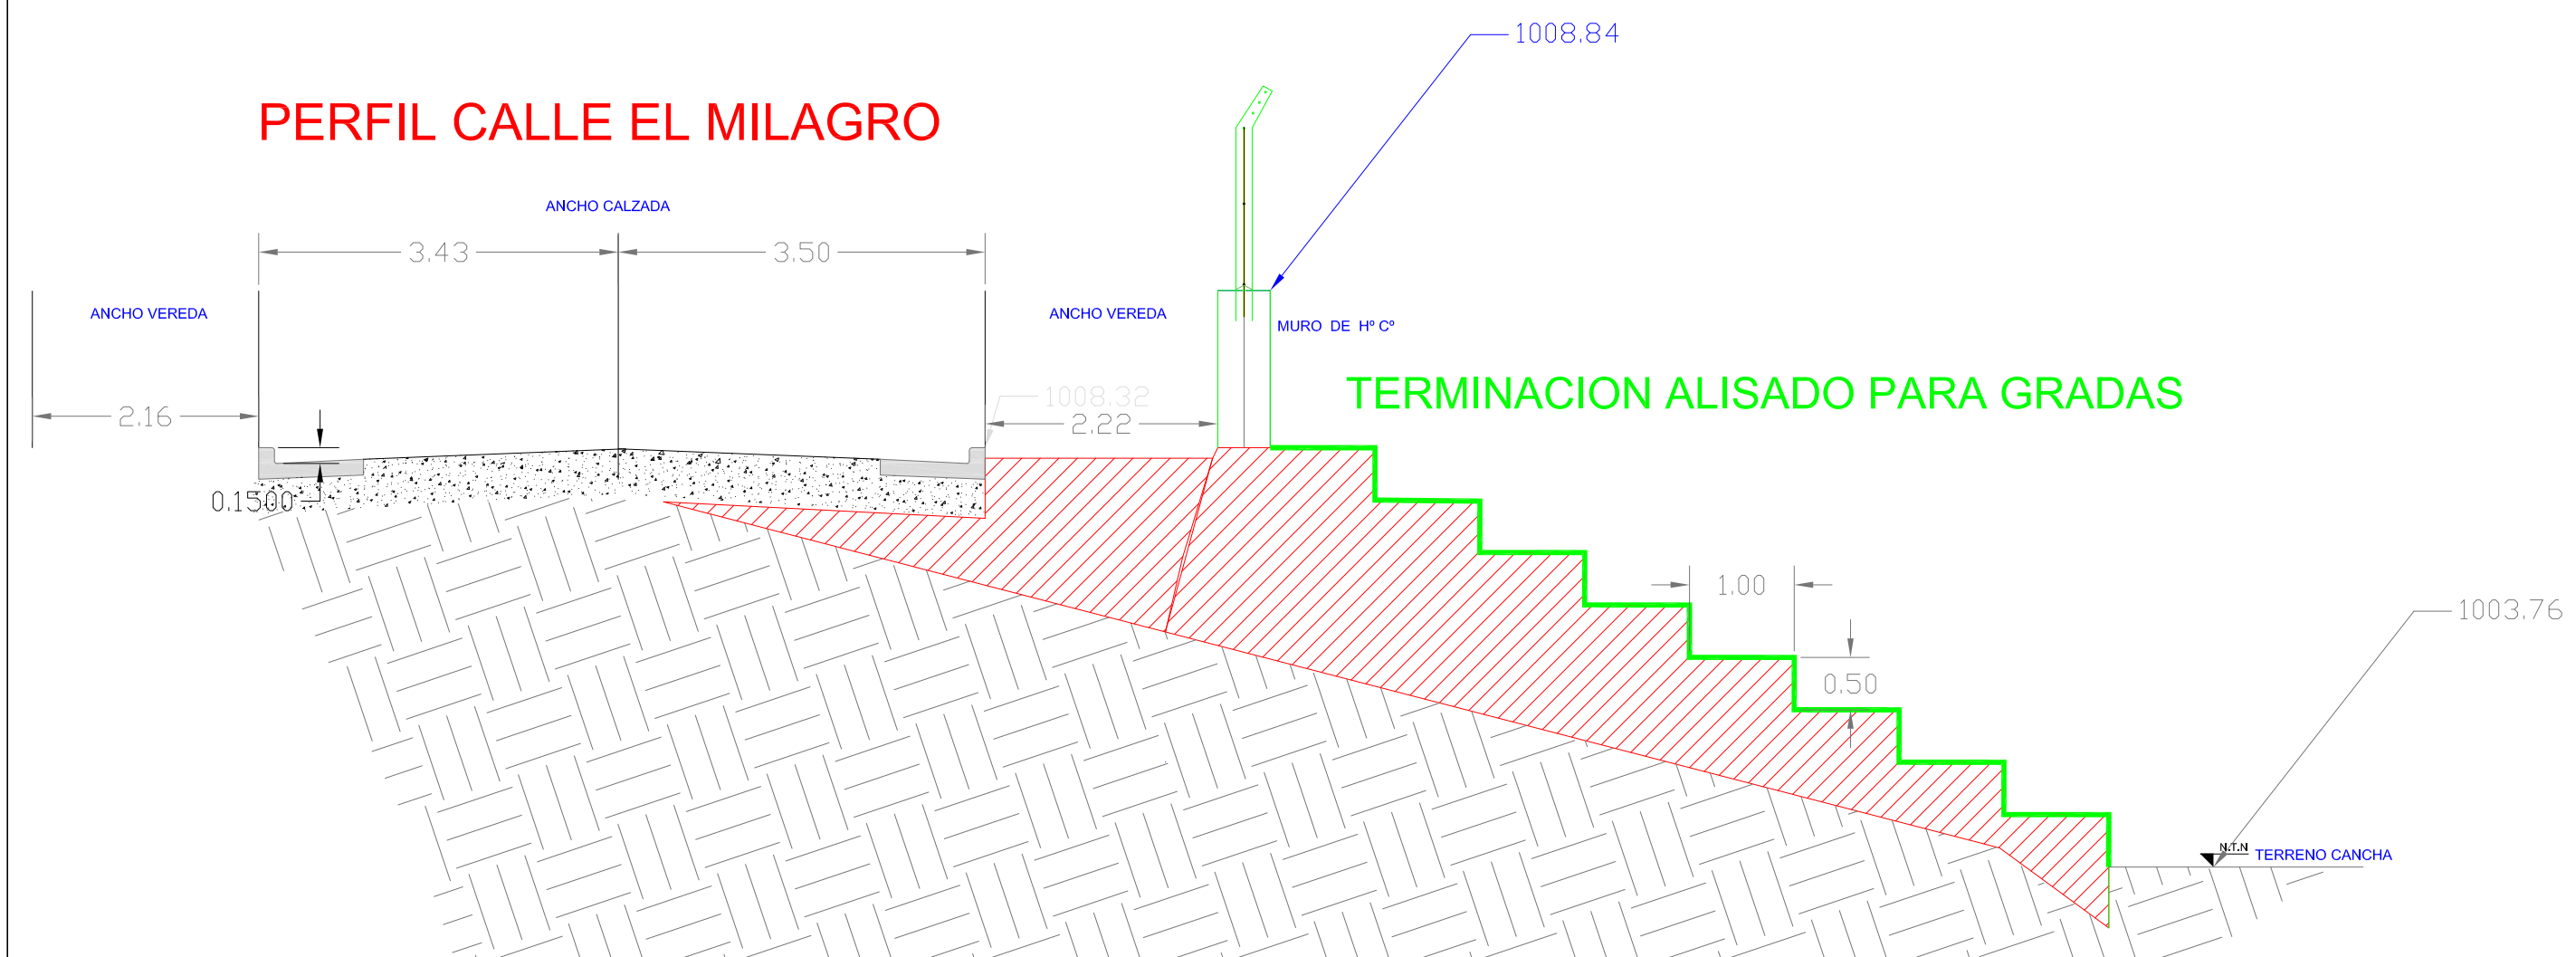 1008.84
PERFIL CALLE EL MILAGRO
ANCHO CALZADA
3.43
3.50
ANCHO VEREDA
ANCHO VEREDA
MURO DE Hº Cº
TERMINACION ALISADO PARA GRADAS
1008.32
2.16
2.22
0.1500
1.00
1003.76
0.50
N.T.N
TERRENO CANCHA